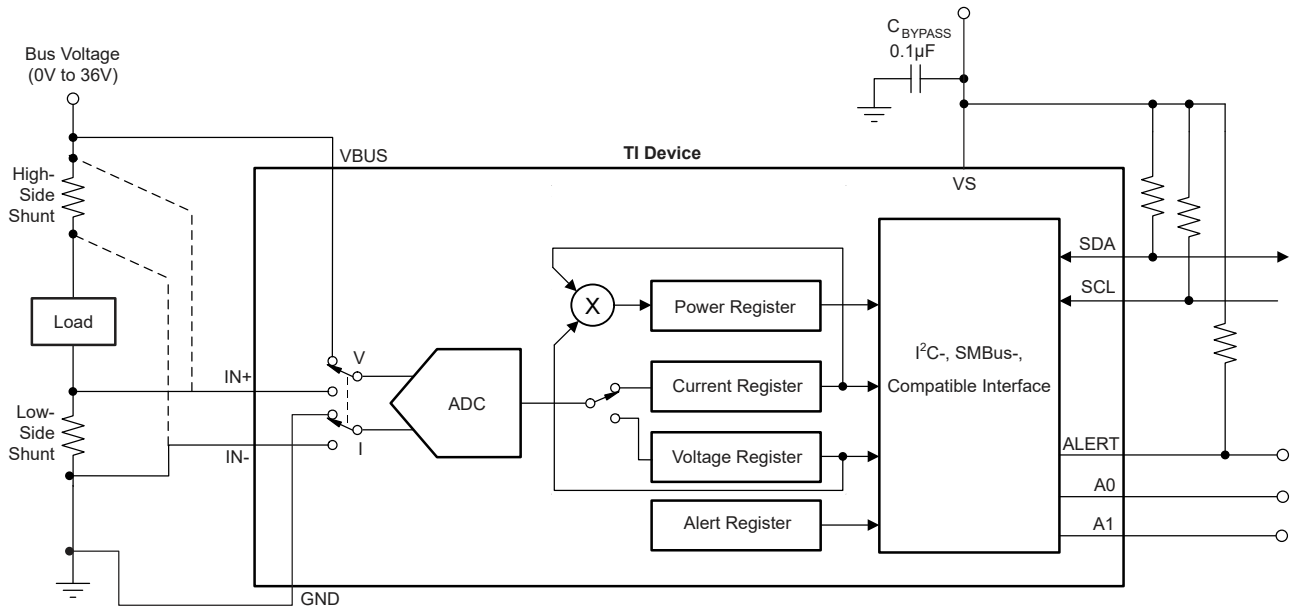 C_BYPASS
0.1µF
Bus Voltage
(0V to 36V)
VBUS
TI Device
VS
High-
Side
Shunt
SDA
SCL
X
Power Register
Load
I²C-, SMBus-,
Compatible Interface
V
IN+
ADC
Current Register
Low-
Side
Shunt
I
IN-
Voltage Register
ALERT
A0
Alert Register
A1
GND